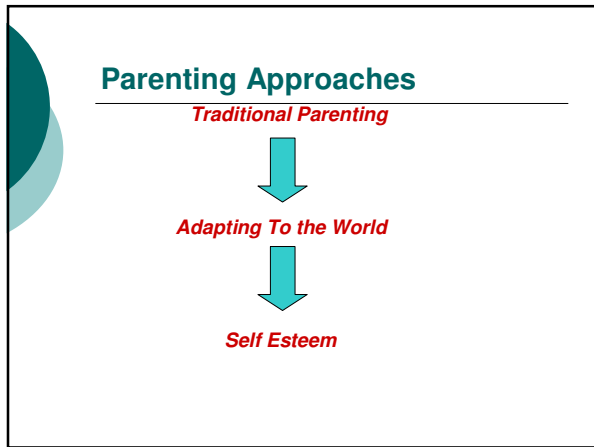 Parenting Approaches
Traditional Parenting
Adapting To the World
Self Esteem